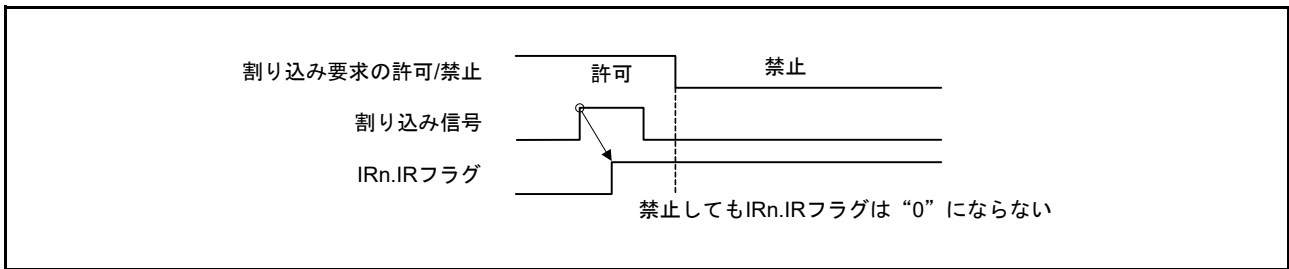 割り込み要求の許可/禁止
許可
禁止
割り込み信号
IRn.IRフラグ
禁止してもIRn.IRフラグは“0”にならない